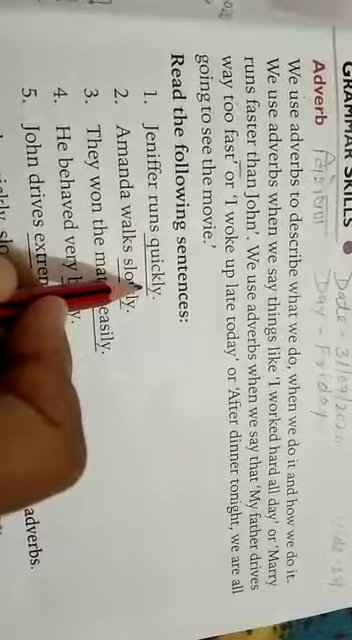 GRAMMAR SKILLS
Date - 31/07/2020
Day - Friday
Adverb
We use adverbs to describe what we do, when we do it and how we do it.
We use adverbs when we say things like 'I worked hard all day' or 'Marry
runs faster than John'. We use adverbs when we say that 'My father drives
way too fast' or 'I woke up late today' or 'After dinner tonight, we are all
going to see the movie.'
Read the following sentences:
1. Jeniffer runs quickly.
2. Amanda walks slowly.
3. They won the easily.
4. He behaved very
5. John drives
adverbs.